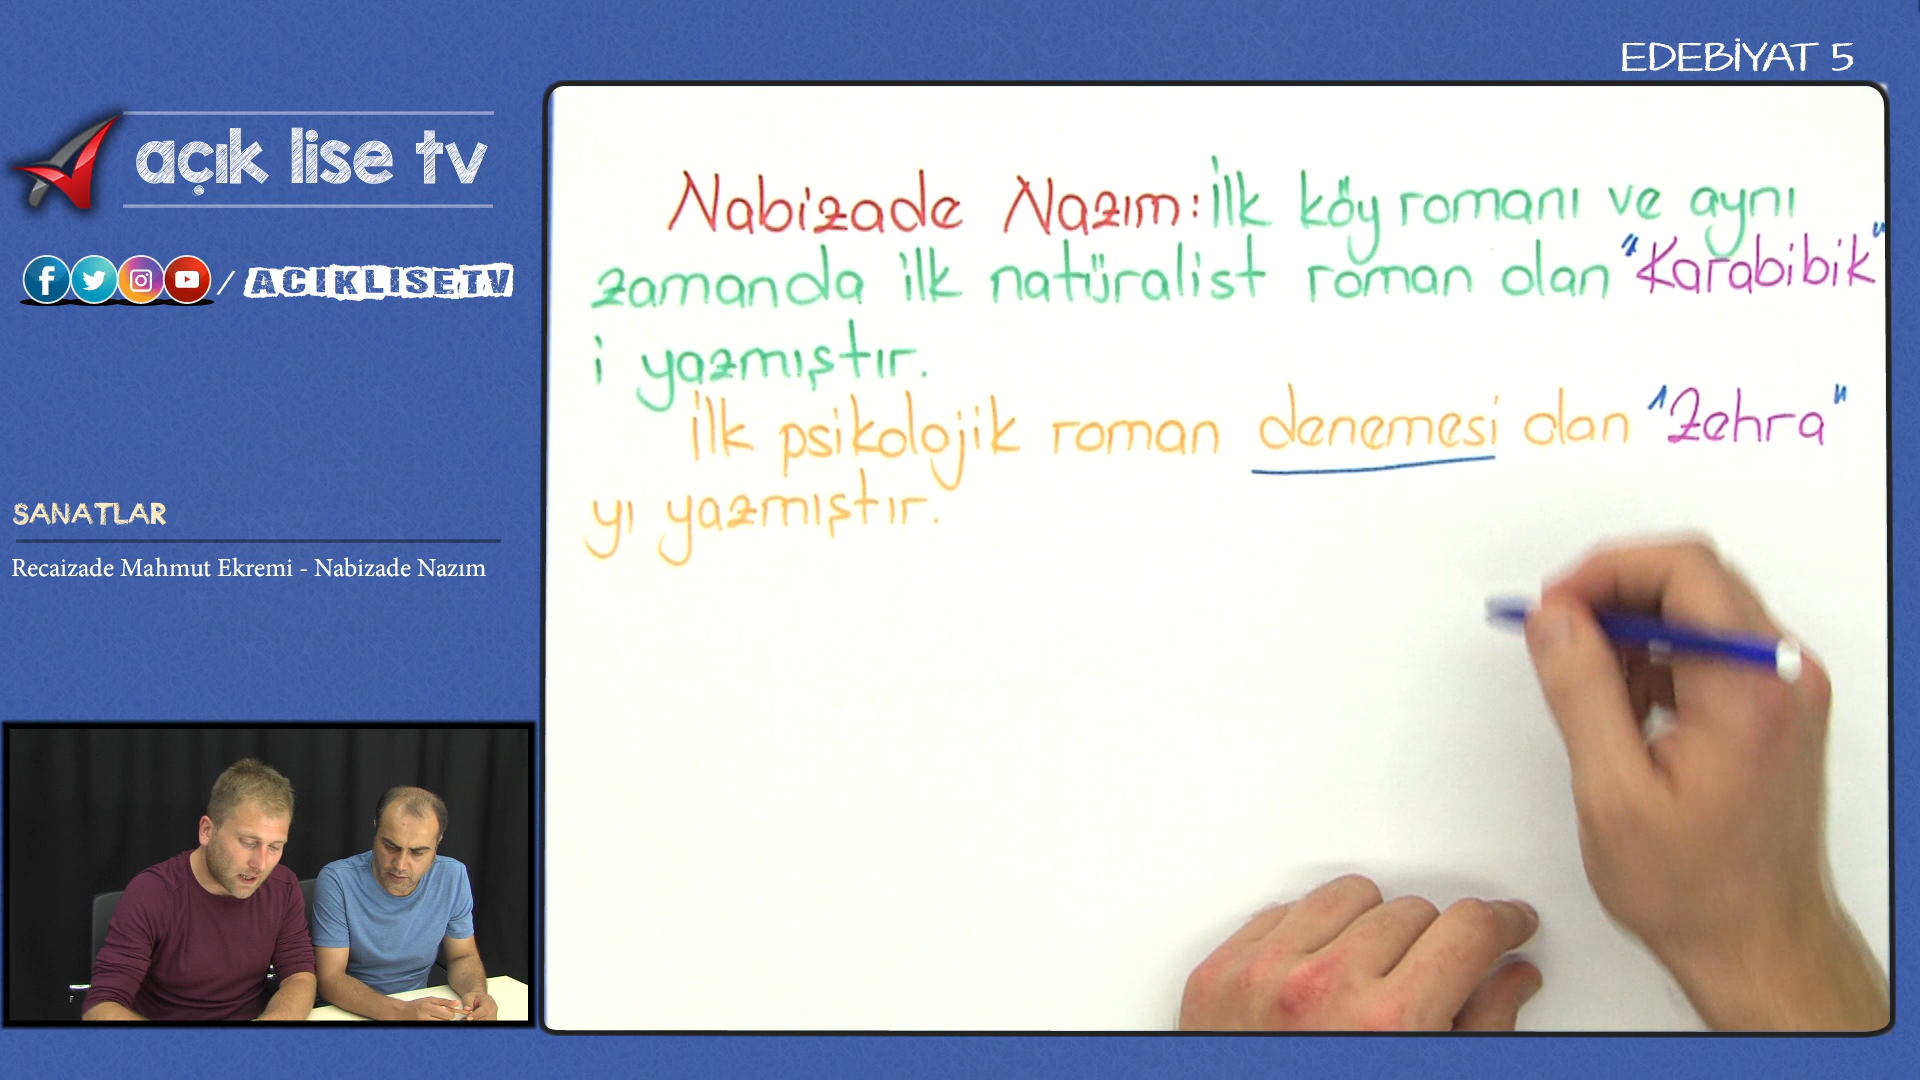 EDEBİYAT 5
açık lise tv
/ ACIKLISETV
SANATLAR
Recaizade Mahmut Ekremi - Nabizade Nazım
Nabizade Nazım: İlk köy romanı ve aynı
zamanda ilk natüralist roman olan "Karabibik"
i yazmıştır.
İlk psikolojik roman denemesi olan "Zehra"
yı yazmıştır.